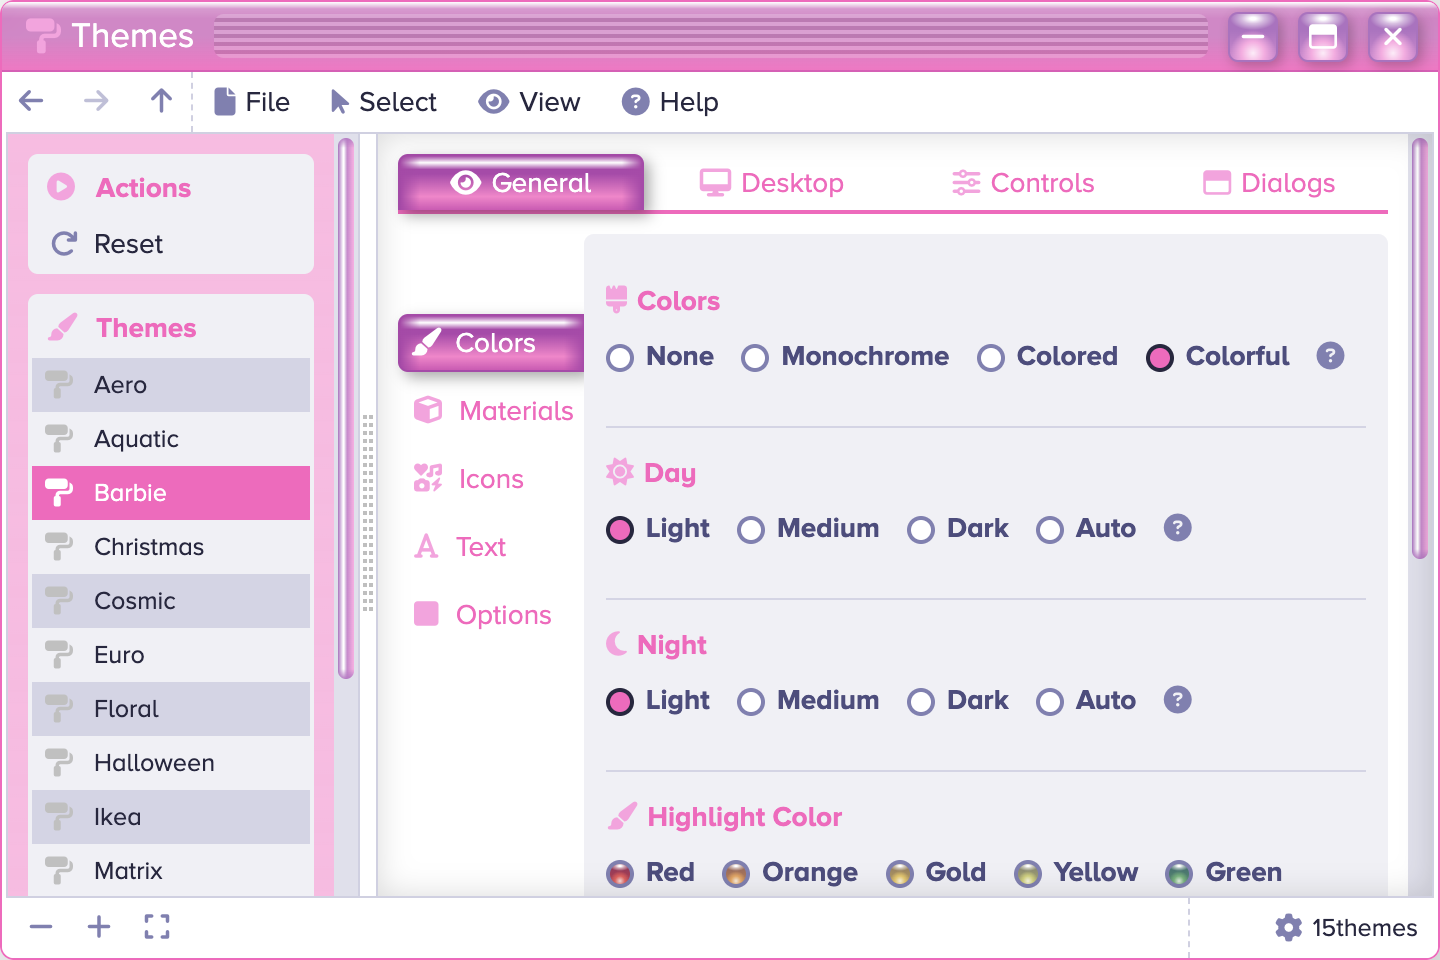 Themes
File Select View Help
Actions
Reset
Themes
Aero
Aquatic
Barbie
Christmas
Cosmic
Euro
Floral
Halloween
Ikea
Matrix
General Desktop Controls Dialogs
Colors
Materials
Icons
Text
Options
Colors
None Monochrome Colored Colorful ?
Day
Light Medium Dark Auto ?
Night
Light Medium Dark Auto ?
Highlight Color
Red Orange Gold Yellow Green
15themes